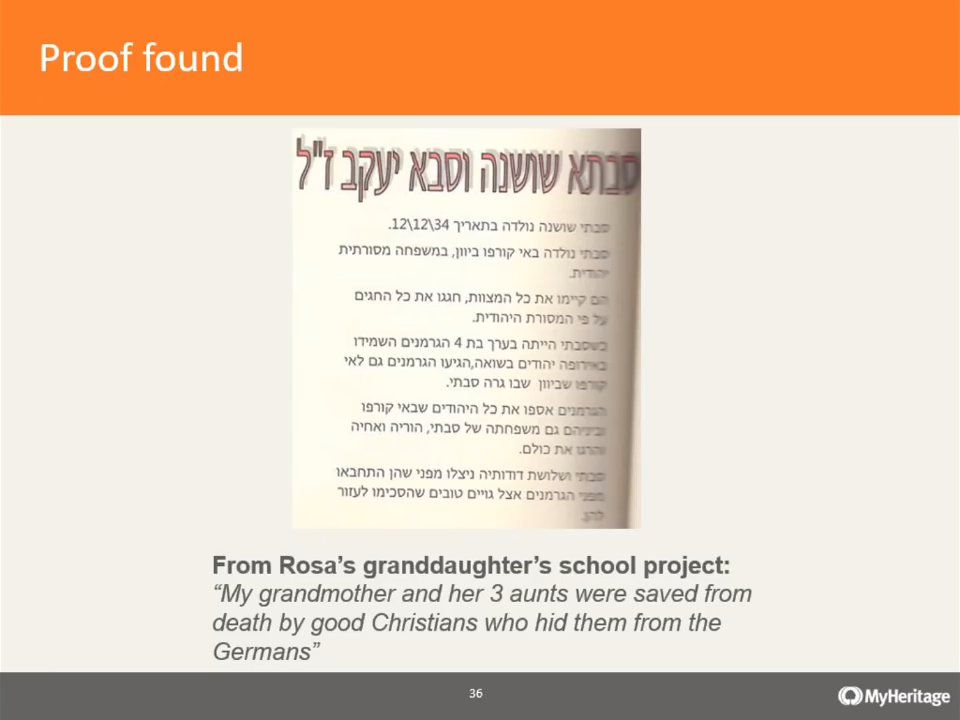 Proof found
סבתא שושנה וסבא יעקב ז"ל
סבתי שושנה נולדה בתאריך 12\12\34.
סבתי נולדה באי קורפו ביוון, במשפחה מסורתית
יהודית.
הם קיימו את כל המצוות, חגגו את כל החגים
על פי המסורת היהודית.
כשסבתי הייתה בערך בת 4 הגרמנים השמידו
באירופה יהודים בשואה,הגיעו הגרמנים גם לאי
קורפו שביוון שבו גרה סבתי.
הגרמנים אספו את כל היהודים שבאי קורפו
וביניהם גם משפחתה של סבתי, הוריה ואחיה
והרגו את כולם.
סבתי ושלושת דודותיה ניצלו מפני שהן התחבאו
מפני הגרמנים אצל גויים טובים שהסכימו לעזור
להן.
From Rosa’s granddaughter’s school project:
“My grandmother and her 3 aunts were saved from
death by good Christians who hid them from the
Germans”
36
MyHeritage